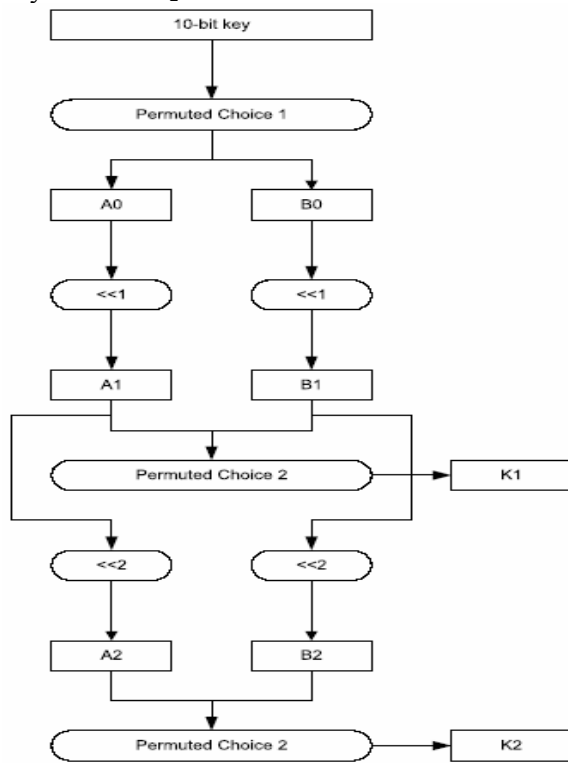 10-bit key
Permuted Choice 1
A0 B0
<<1 <<1
A1 B1
Permuted Choice 2 K1
<<2 <<2
A2 B2
Permuted Choice 2 K2